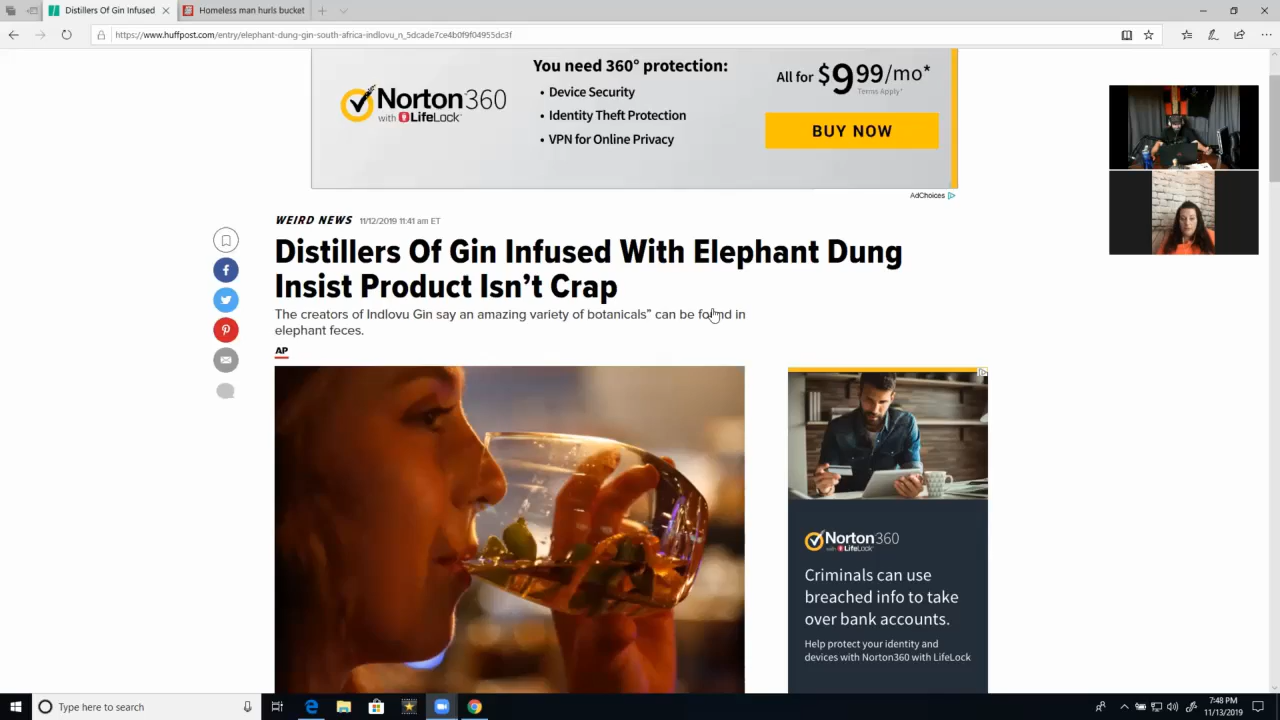 Distillers Of Gin Infused
Homeless man hurls bucket
https://www.huffpost.com/entry/elephant-dung-gin-south-africa-indlovu_n_5dcade7ce4b0f9f04955dc3f
You need 360° protection:
• Device Security
• Identity Theft Protection
• VPN for Online Privacy
Norton360
with LifeLock
All for $9 99/mo*
Terms Apply*
BUY NOW
AdChoices
WEIRD NEWS 11/12/2019 11:41 am ET
Distillers Of Gin Infused With Elephant Dung
Insist Product Isn't Crap
The creators of Indlovu Gin say an amazing variety of botanicals” can be found in
elephant feces.
AP
Norton360
with LifeLock
Criminals can use
breached info to take
over bank accounts.
Help protect your identity and
devices with Norton360 with LifeLock
Type here to search
7:48 PM
11/13/2019